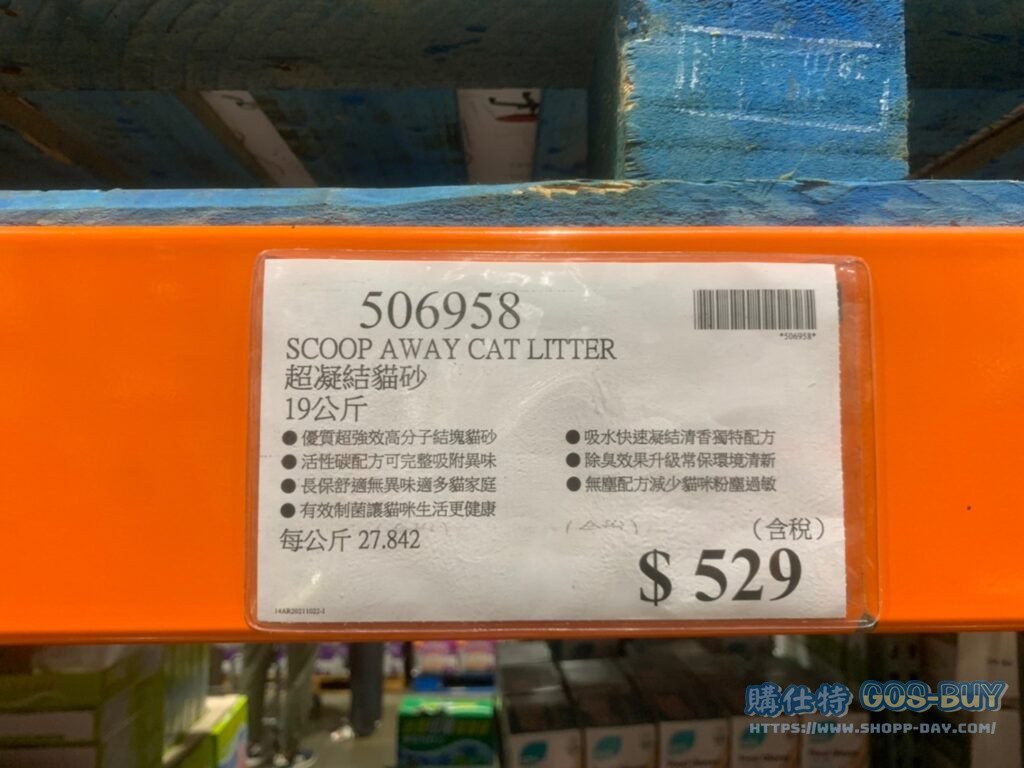 506958
*506958*
SCOOP AWAY CAT LITTER
超凝結貓砂
19公斤
●優質超強效高分子結塊貓砂
●活性碳配方可完整吸附異味
●長保舒適無異味適多貓家庭
●有效制菌讓貓咪生活更健康
●吸水快速凝結清香獨特配方
●除臭效果升級常保環境清新
●無塵配方減少貓咪粉塵過敏
每公斤 27.842
(含稅)
$ 529
14AR20211022-1
購仕特 GOS-BUY
HTTPS://WWW.SHOPP-DAY.COM/